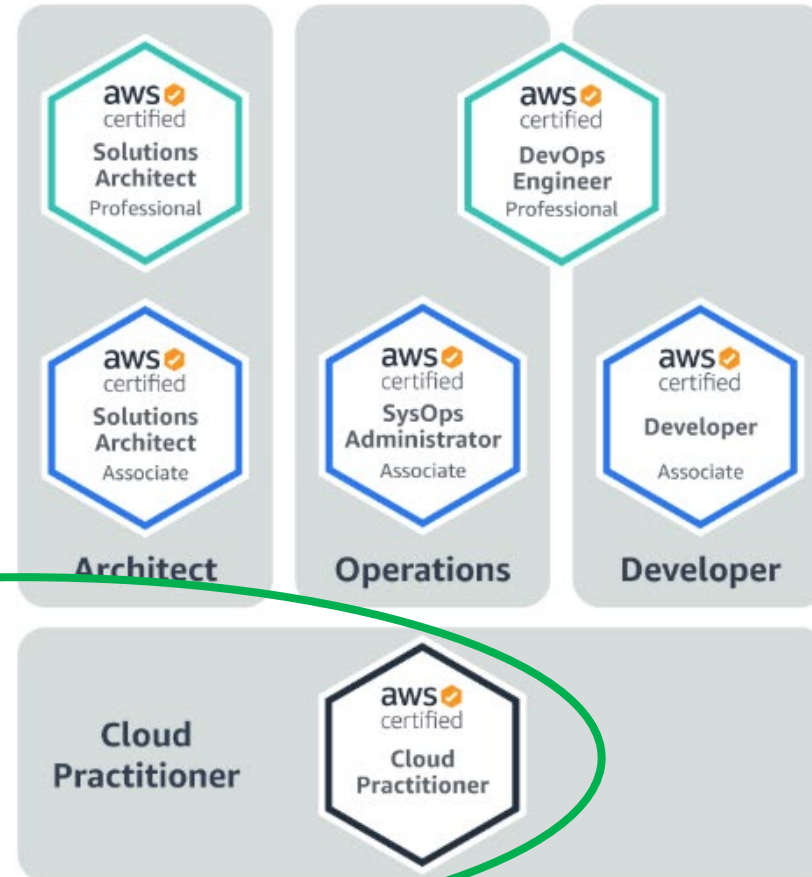 aws
certified
Solutions
Architect
Professional
aws
certified
DevOps
Engineer
Professional
aws
certified
Solutions
Architect
Associate
aws
certified
SysOps
Administrator
Associate
aws
certified
Developer
Associate
Architect
Operations
Developer
Cloud
Practitioner
aws
certified
Cloud
Practitioner